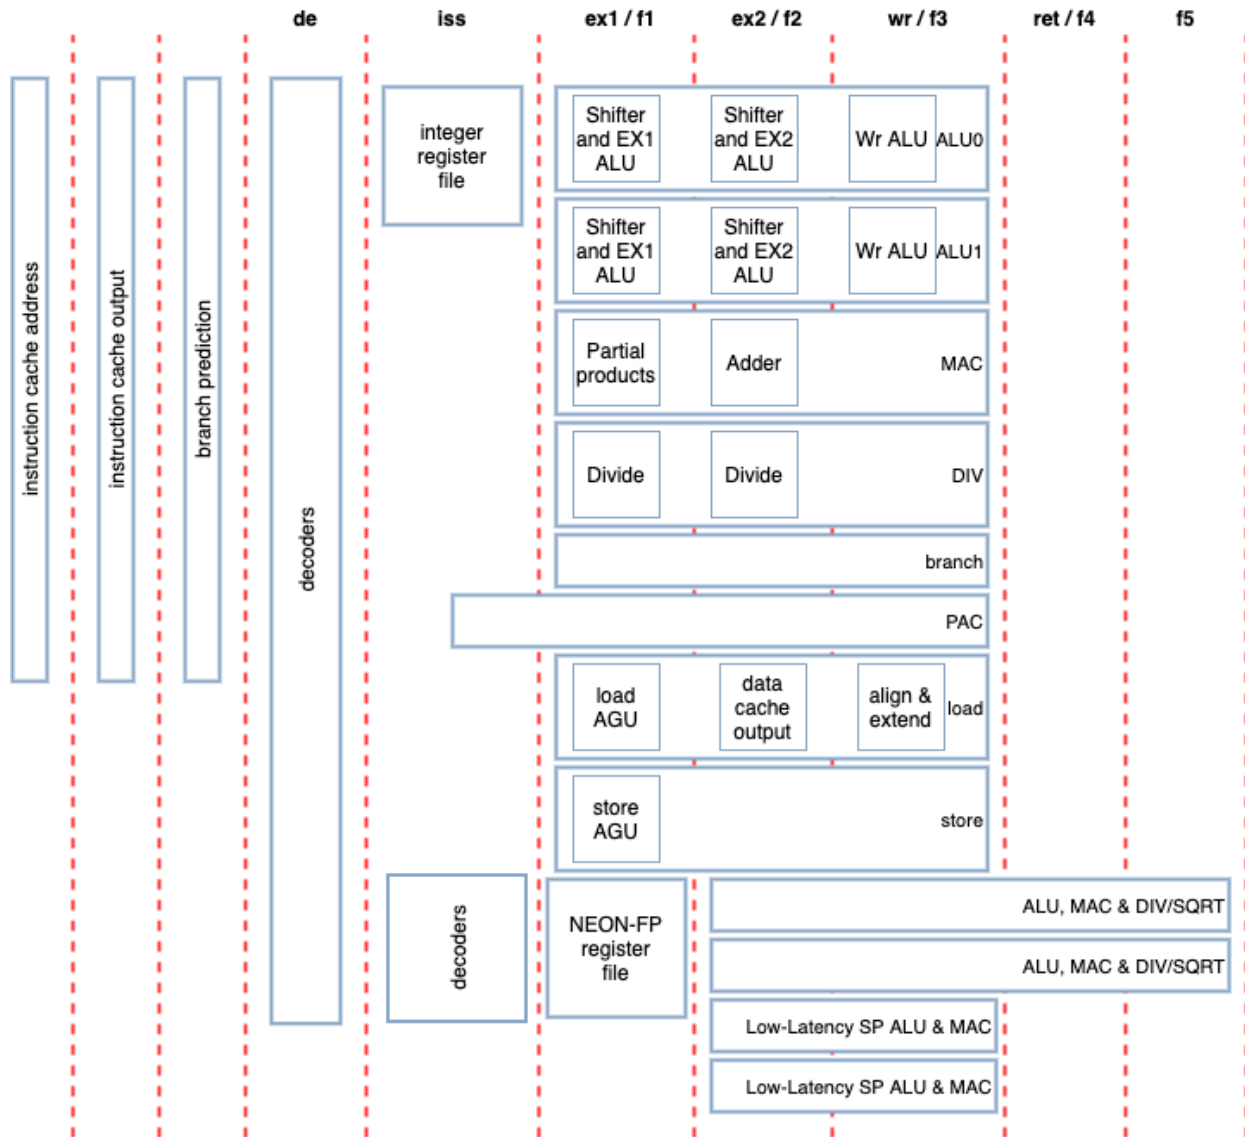 de
iss
ex1 / f1
ex2 / f2
wr / f3
ret / f4
f5
instruction cache address
instruction cache output
branch prediction
decoders
integer
register
file
Shifter
and EX1
ALU
Shifter
and EX2
ALU
Wr ALU
ALU0
Shifter
and EX1
ALU
Shifter
and EX2
ALU
Wr ALU
ALU1
Partial
products
Adder
MAC
Divide
Divide
DIV
branch
PAC
load
AGU
data
cache
output
align &
extend
load
store
AGU
store
decoders
NEON-FP
register
file
ALU, MAC & DIV/SQRT
ALU, MAC & DIV/SQRT
Low-Latency SP ALU & MAC
Low-Latency SP ALU & MAC